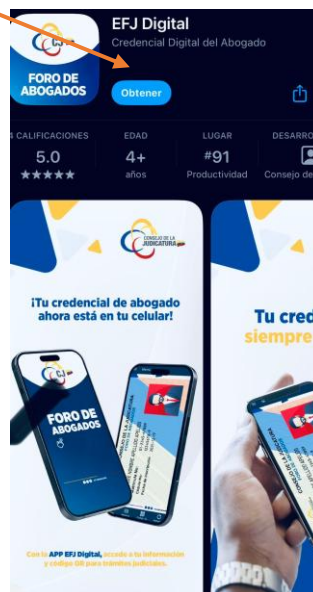 EFJ Digital
Credencial Digital del Abogado
FORO DE
ABOGADOS
Obtener
CALIFICACIONES
EDAD
LUGAR
5.0
4+
#91
años
Productividad
Consejo de
CONSEJO DE LA
JUDICATURA
¡Tu credencial de abogado
ahora está en tu celular!
Tu cred
siempre
FORO DE
ABOGADOS
Con la APP EFJ Digital, accede a tu información
y código QR para trámites judiciales.